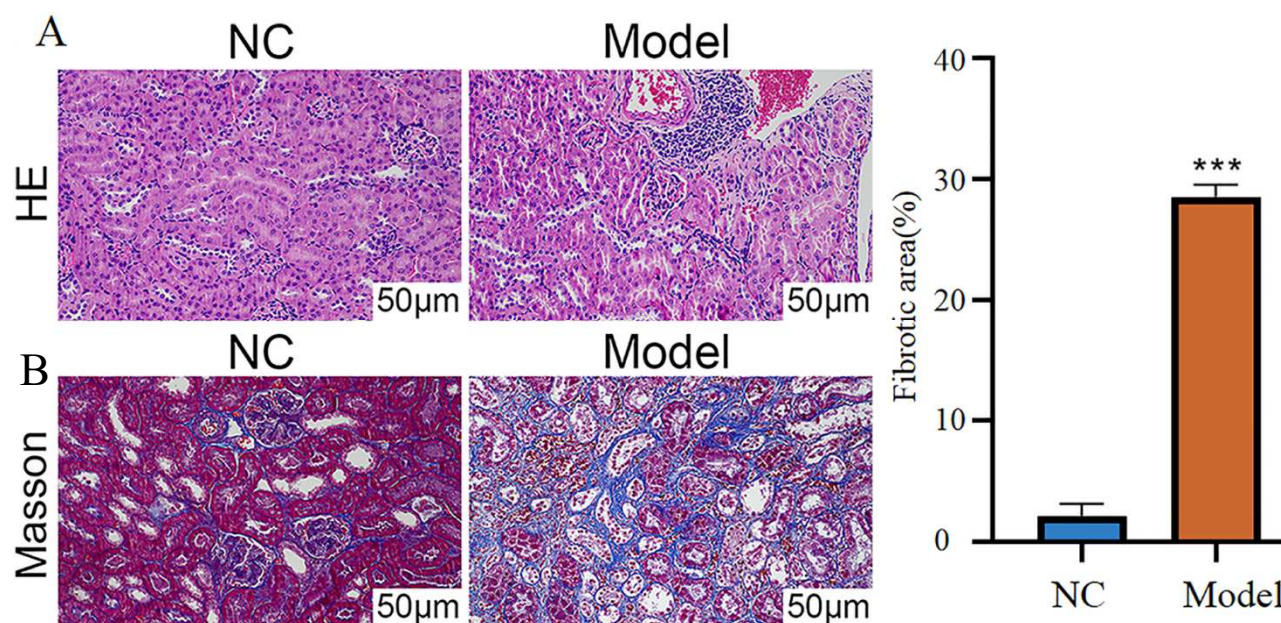 A
NC
Model
HE
50μm
50μm
B
NC
Model
Masson
50μm
50μm
Fibrotic area(%)
40
30
20
10
0
***
NC
Model